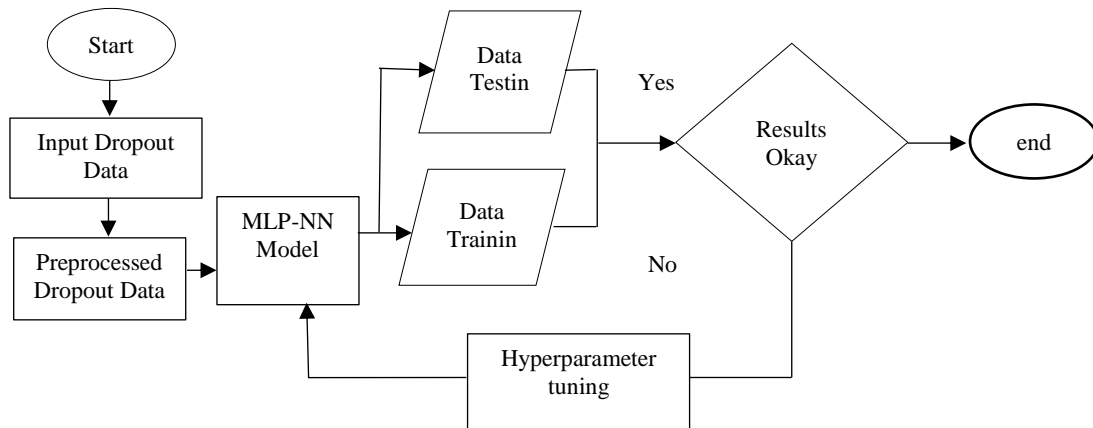 Start
Input Dropout
Data
Preprocessed
Dropout Data
MLP-NN
Model
Data
Testin
Data
Trainin
Yes
No
Results
Okay
end
Hyperparameter
tuning